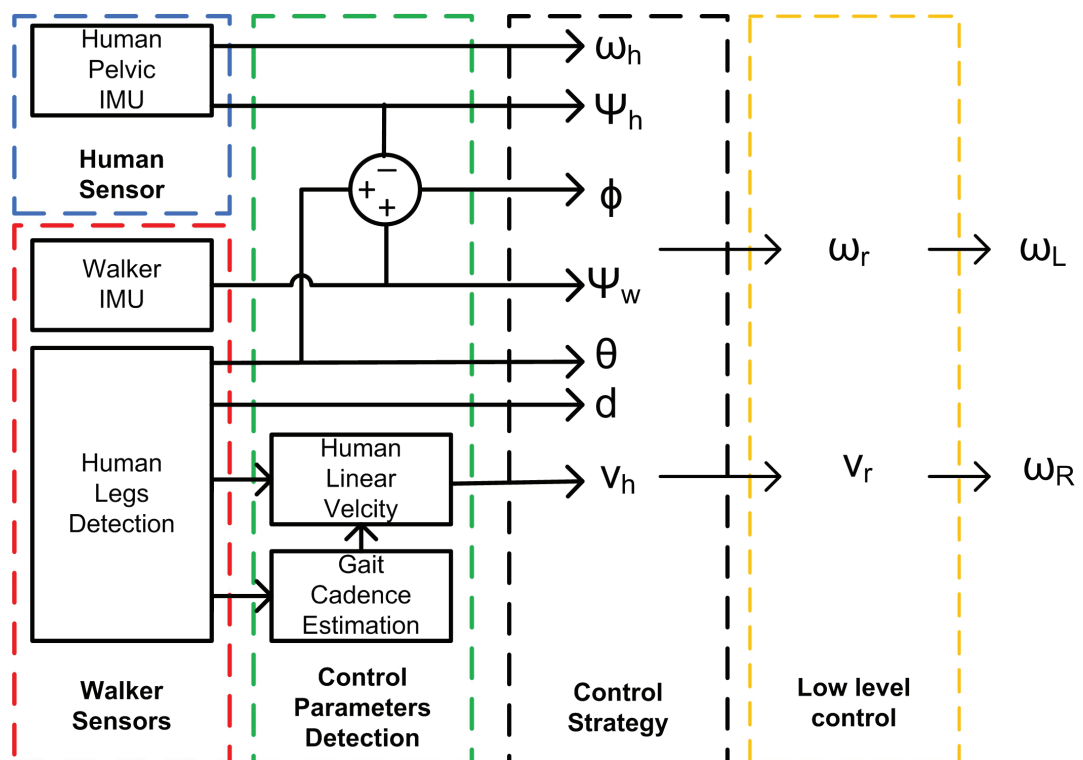 Human
Pelvic
IMU
Human
Sensor
Walker
IMU
Human
Legs
Detection
Walker
Sensors
−
+
+
Human
Linear
Velcity
Gait
Cadence
Estimation
Control
Parameters
Detection
ωh
Ψh
ϕ
Ψw
θ
d
vh
Control
Strategy
ωr
vr
Low level
control
ωL
ωR